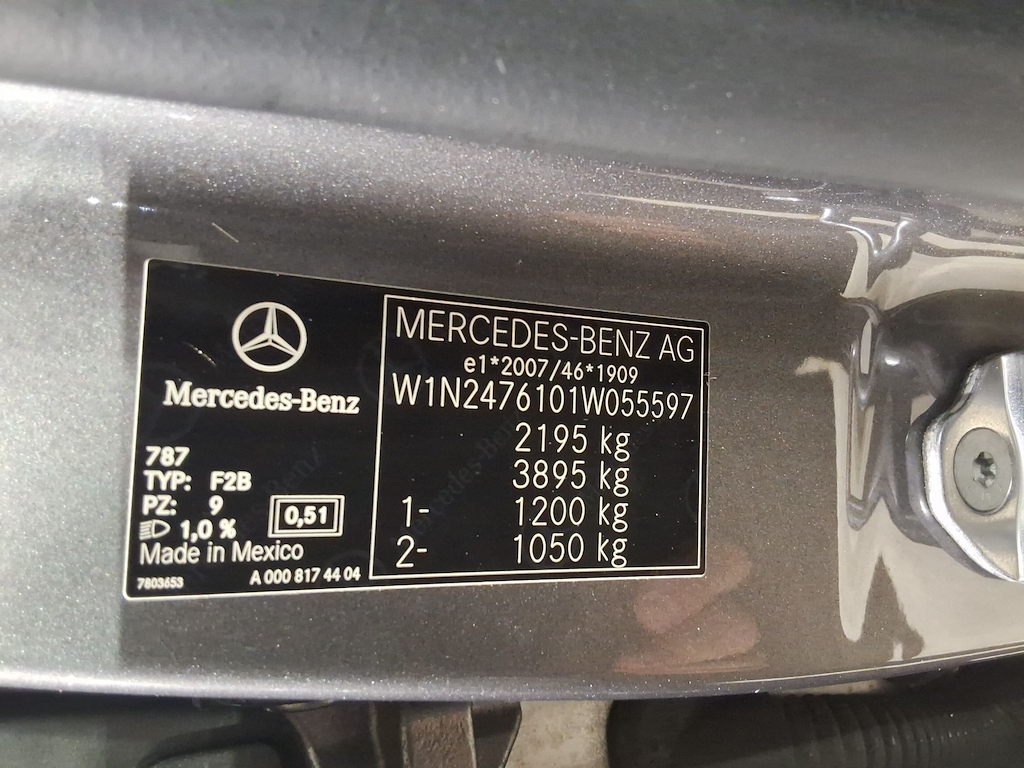 Mercedes-Benz
787
TYP: F2B
PZ: 9
1,0 %
0,51
Made in Mexico
7803653
A 000 817 44 04
MERCEDES-BENZ AG
e1*2007/46*1909
W1N2476101W055597
2195 kg
3895 kg
1- 1200 kg
2- 1050 kg